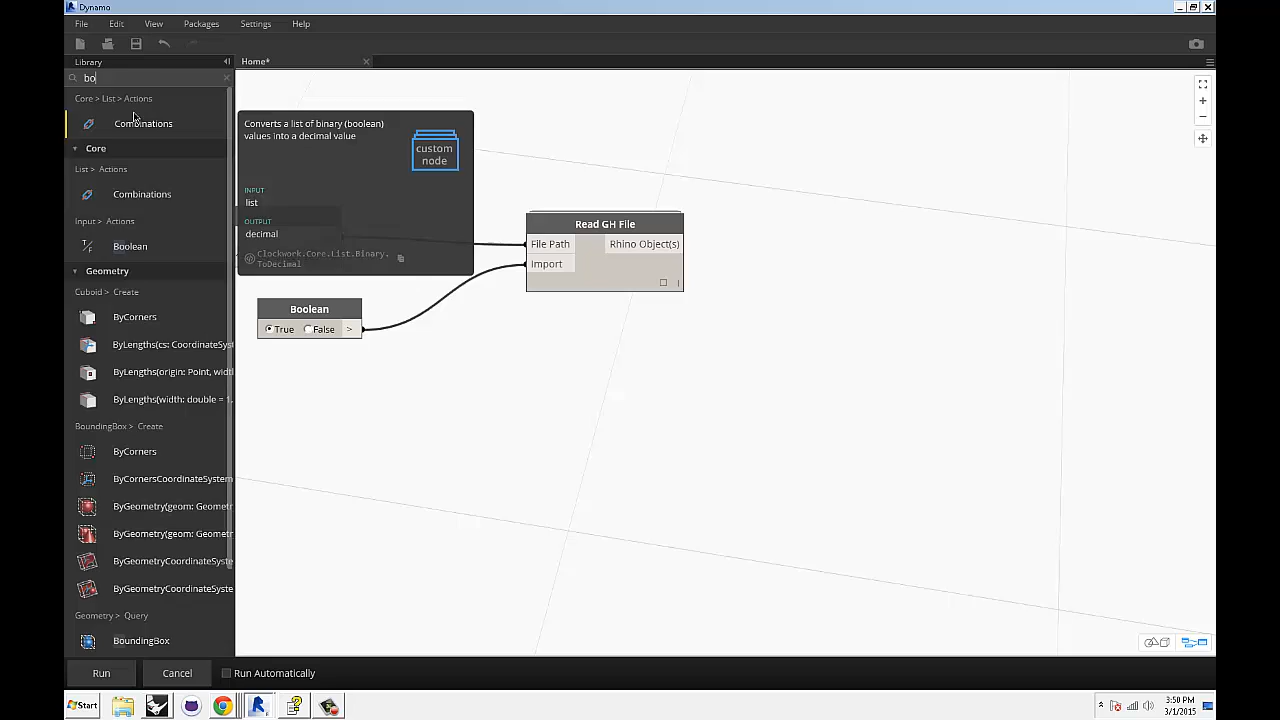 Dynamo
File Edit View Packages Settings Help
Library
Home*
bo
Core > List > Actions
Combinations
Core
List > Actions
Combinations
Input > Actions
Boolean
Geometry
Cuboid > Create
ByCorners
ByLengths(cs: CoordinateSys
ByLengths(origin: Point, widt
ByLengths(width: double = 1,
BoundingBox > Create
ByCorners
ByCornersCoordinateSystem
ByGeometry(geom: Geometr
ByGeometry(geom: Geomet
ByGeometryCoordinateSyste
ByGeometryCoordinateSyste
Geometry > Query
BoundingBox
Converts a list of binary (boolean)
values into a decimal value
custom
node
INPUT
list
OUTPUT
decimal
Clockwork.Core.List.Binary.
ToDecimal
Read GH File
File Path Rhino Object(s)
Import
Boolean
True False >
Run Cancel Run Automatically
Start
3:50 PM
3/1/2015